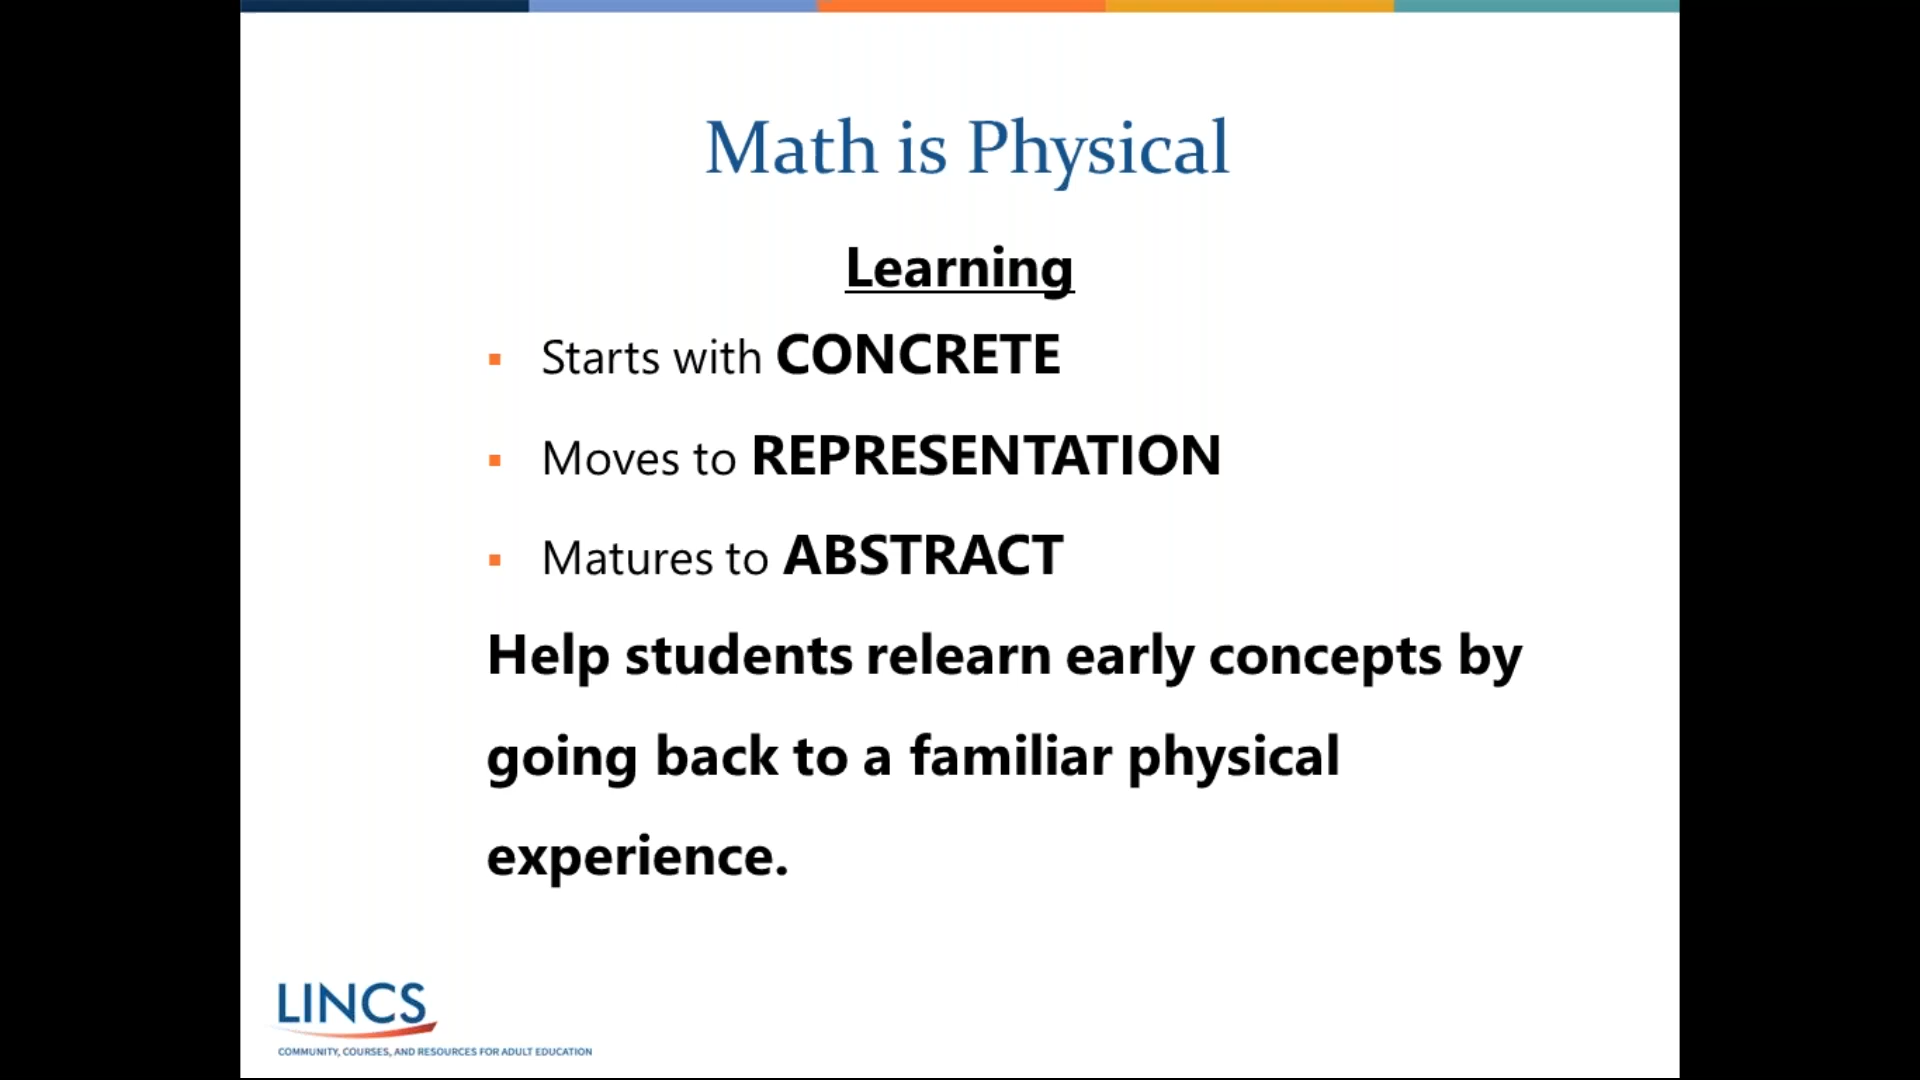 Math is Physical
Learning
▪ Starts with CONCRETE
▪ Moves to REPRESENTATION
▪ Matures to ABSTRACT
Help students relearn early concepts by
going back to a familiar physical
experience.
LINCS
COMMUNITY, COURSES, AND RESOURCES FOR ADULT EDUCATION